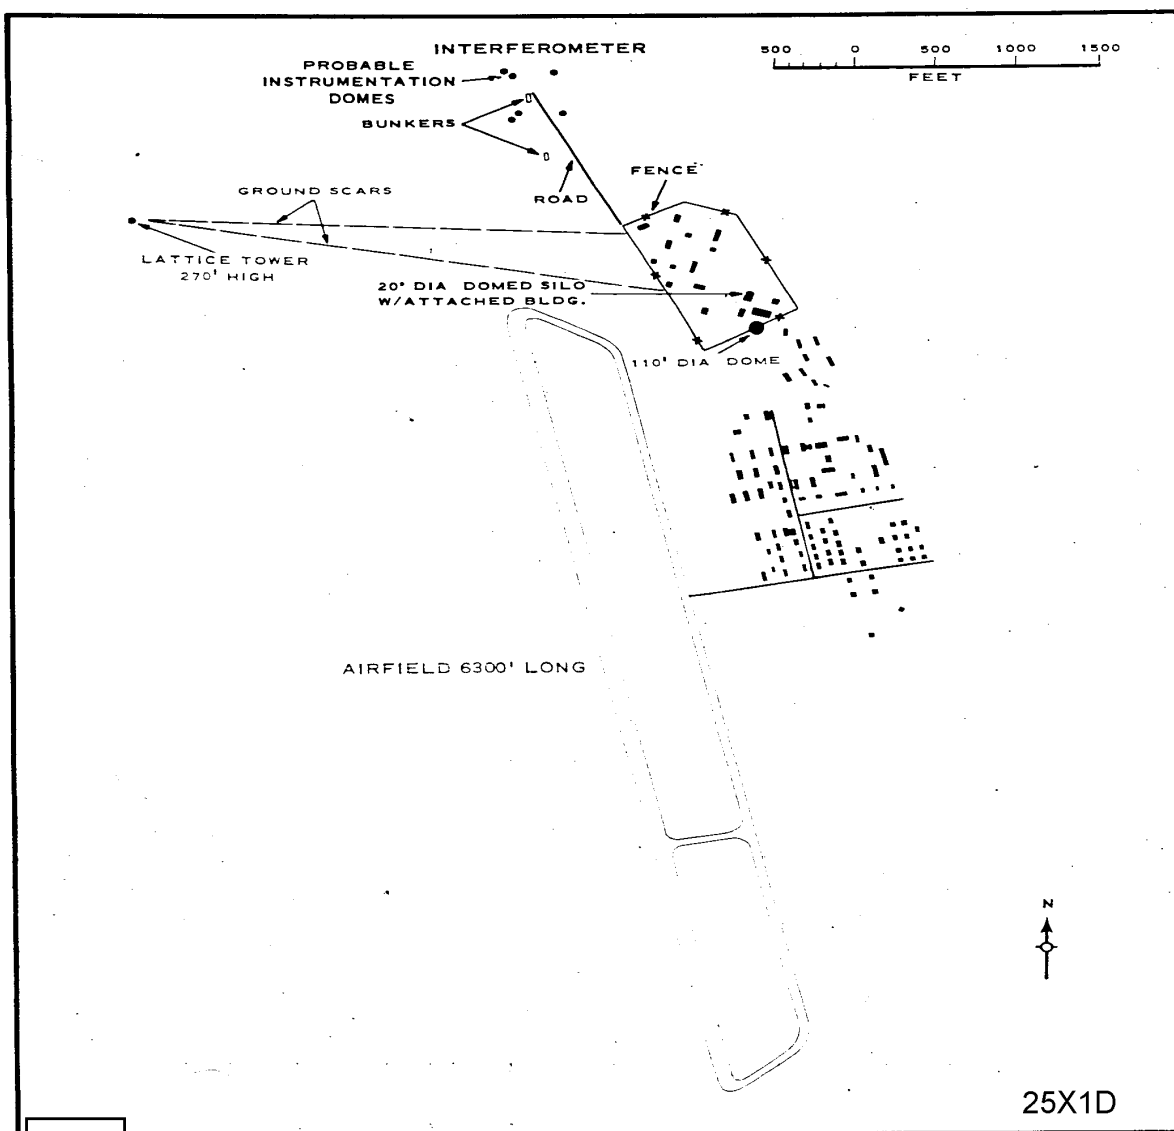 INTERFEROMETER
500 0 500 1000 1500
FEET
PROBABLE
INSTRUMENTATION
DOMES
BUNKERS
FENCE
GROUND SCARS
ROAD
LATTICE TOWER
270' HIGH
20' DIA DOMED SILO
W/ATTACHED BLDG.
110' DIA DOME
AIRFIELD 6300' LONG
N
25X1D